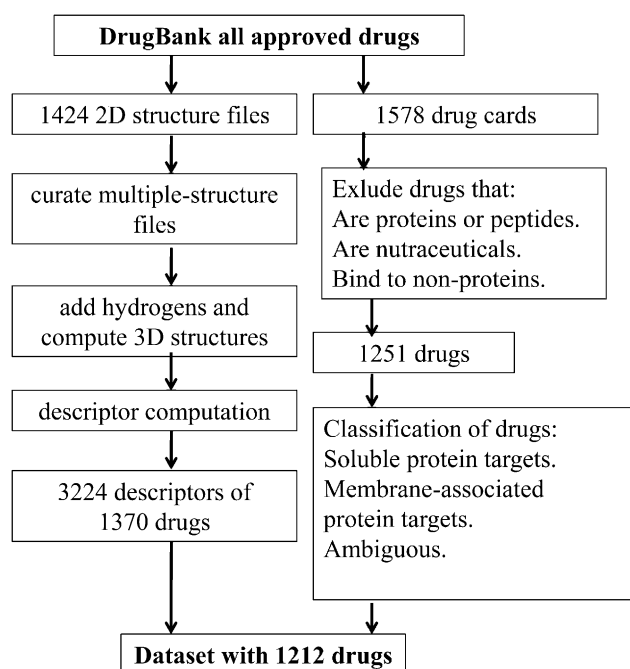 DrugBank all approved drugs
1424 2D structure files
1578 drug cards
curate multiple-structure
files
Exlude drugs that:
Are proteins or peptides.
Are nutraceuticals.
Bind to non-proteins.
add hydrogens and
compute 3D structures
1251 drugs
descriptor computation
Classification of drugs:
Soluble protein targets.
Membrane-associated
protein targets.
Ambiguous.
3224 descriptors of
1370 drugs
Dataset with 1212 drugs